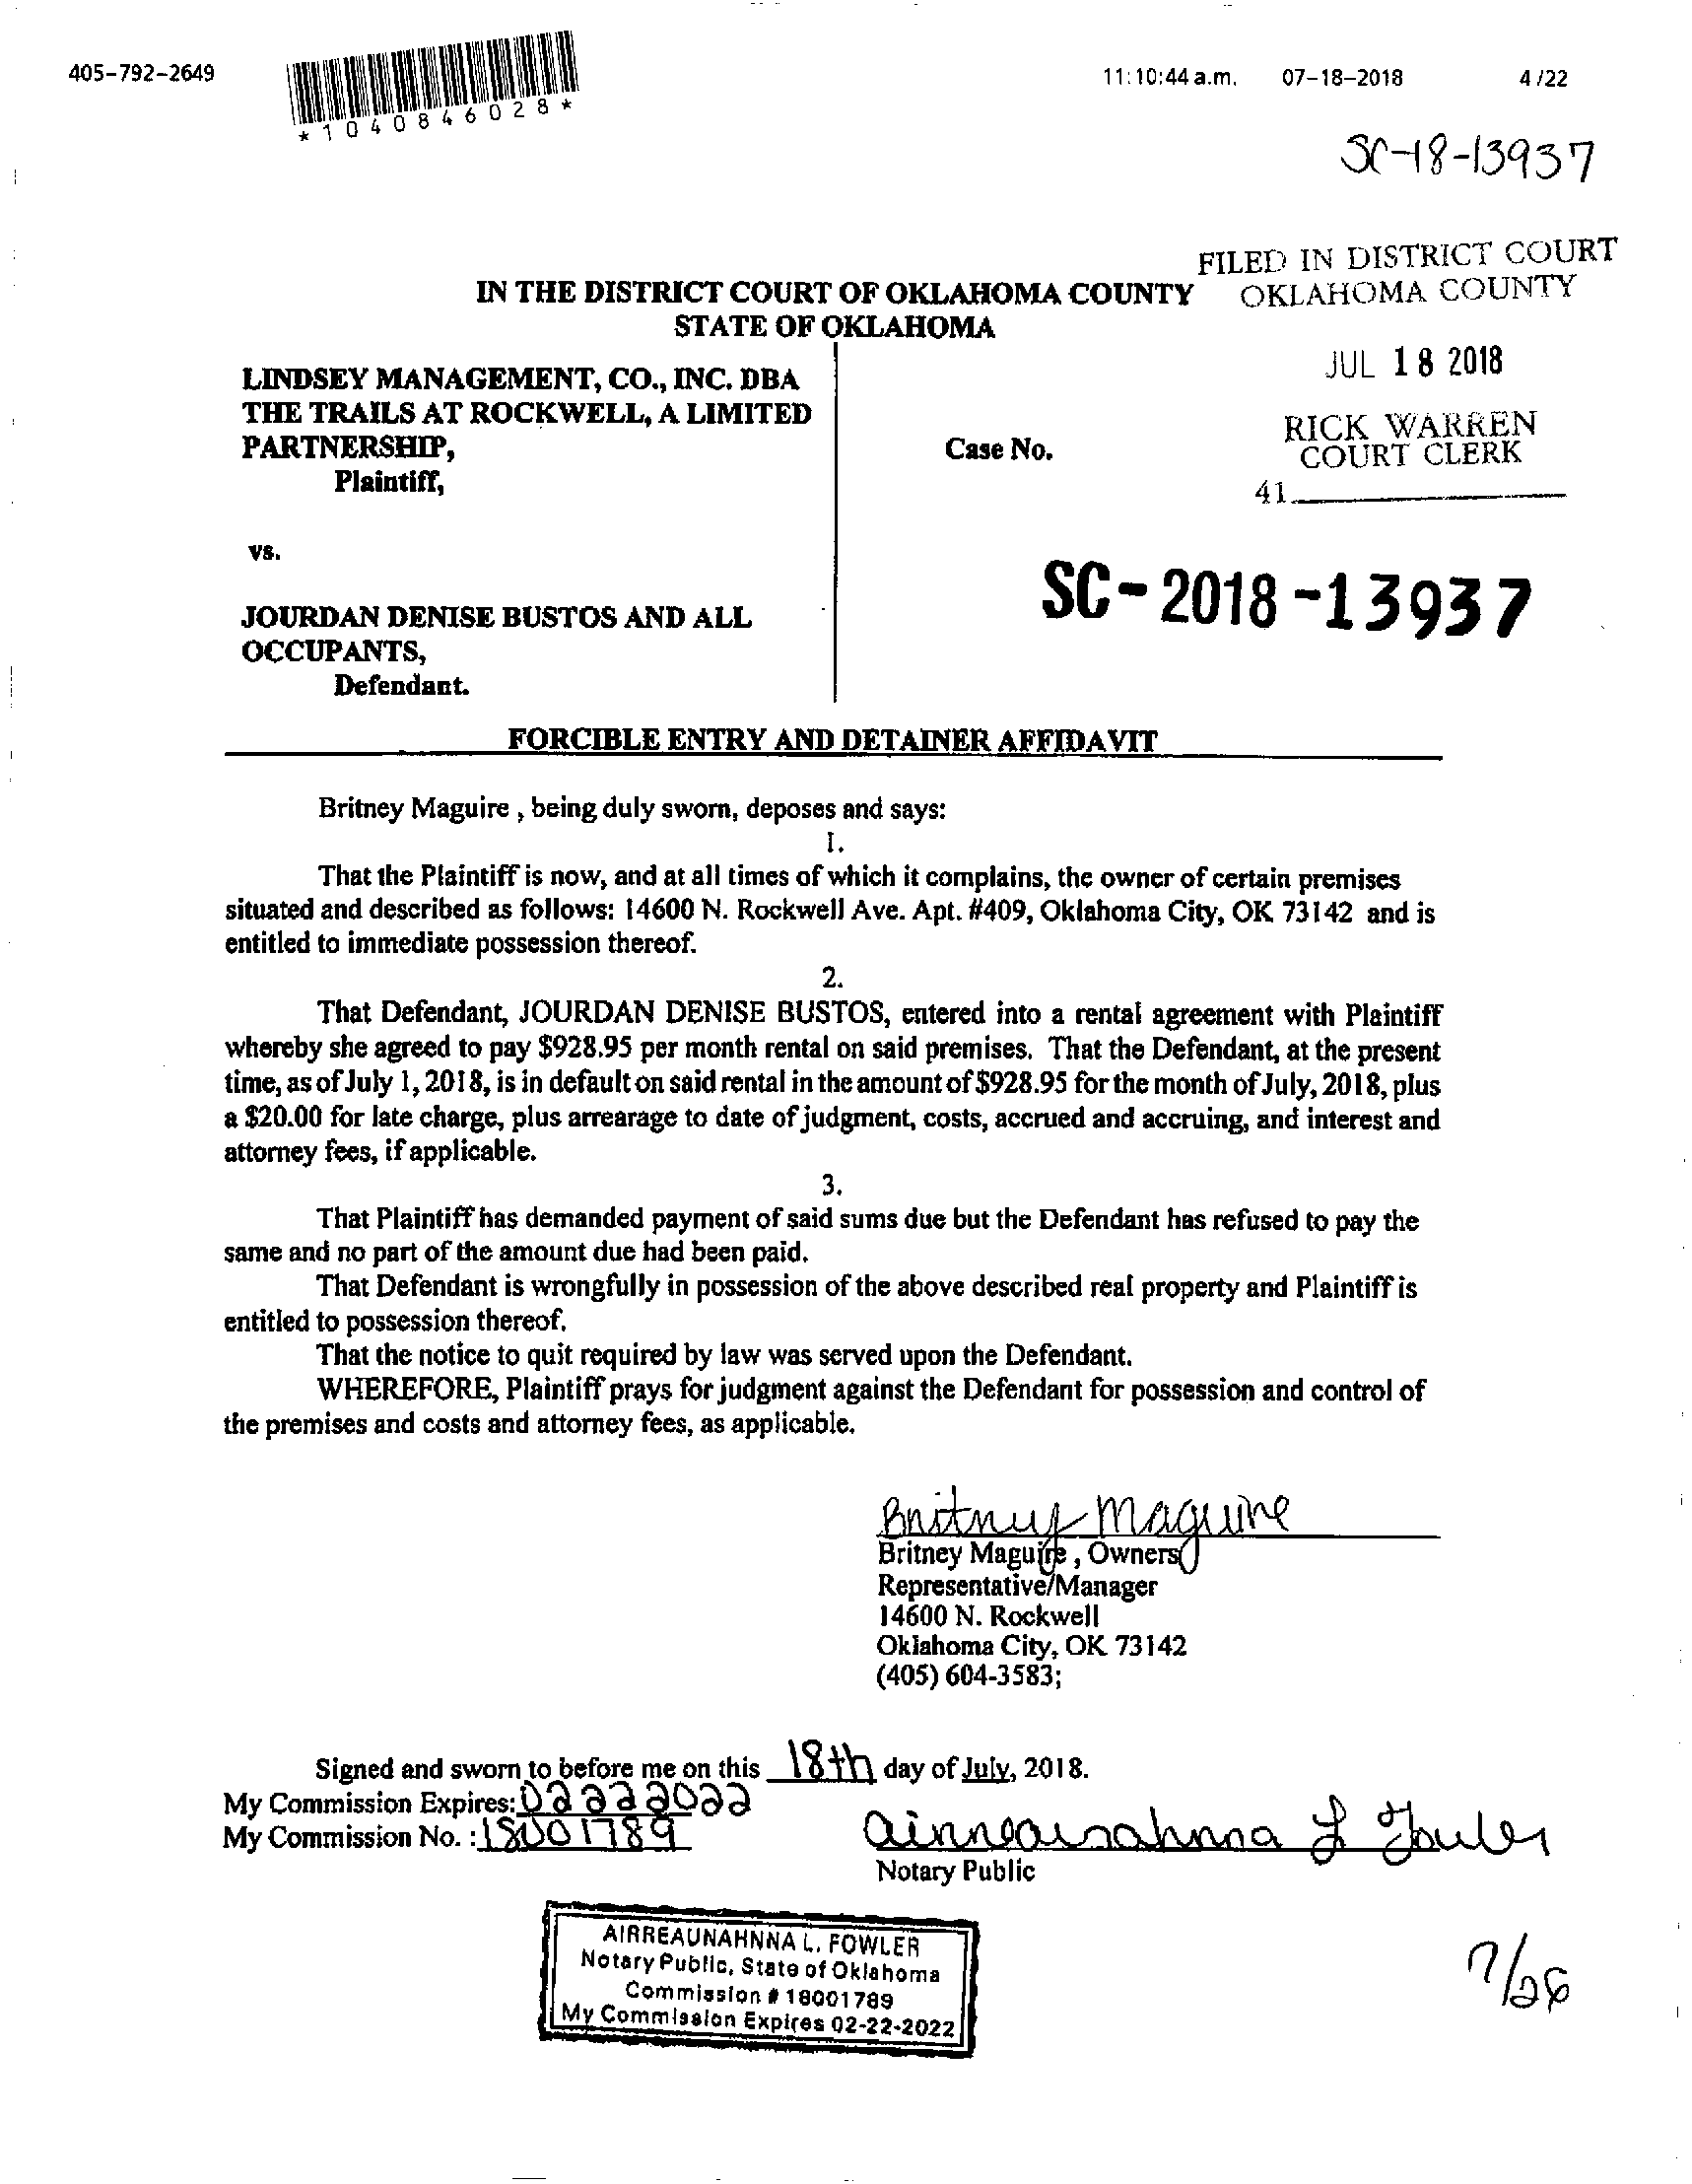 405-792-2649
*1040846028*
11:10:44 a.m. 07-18-2018 4/22
SC-18-13937
FILED IN DISTRICT COURT
OKLAHOMA COUNTY
IN THE DISTRICT COURT OF OKLAHOMA COUNTY
STATE OF OKLAHOMA
JUL 18 2018
RICK WARREN
COURT CLERK
41
LINDSEY MANAGEMENT, CO., INC. DBA
THE TRAILS AT ROCKWELL, A LIMITED
PARTNERSHIP,
Plaintiff,
Case No.
vs.
SC-2018-13937
JOURDAN DENISE BUSTOS AND ALL
OCCUPANTS,
Defendant.
FORCIBLE ENTRY AND DETAINER AFFIDAVIT
Britney Maguire , being duly sworn, deposes and says:
1.
That the Plaintiff is now, and at all times of which it complains, the owner of certain premises
situated and described as follows: 14600 N. Rockwell Ave. Apt. #409, Oklahoma City, OK 73142 and is
entitled to immediate possession thereof.
2.
That Defendant, JOURDAN DENISE BUSTOS, entered into a rental agreement with Plaintiff
whereby she agreed to pay $928.95 per month rental on said premises. That the Defendant, at the present
time, as of July 1, 2018, is in default on said rental in the amount of $928.95 for the month of July, 2018, plus
a $20.00 for late charge, plus arrearage to date of judgment, costs, accrued and accruing, and interest and
attorney fees, if applicable.
3.
That Plaintiff has demanded payment of said sums due but the Defendant has refused to pay the
same and no part of the amount due had been paid.
That Defendant is wrongfully in possession of the above described real property and Plaintiff is
entitled to possession thereof.
That the notice to quit required by law was served upon the Defendant.
WHEREFORE, Plaintiff prays for judgment against the Defendant for possession and control of
the premises and costs and attorney fees, as applicable.
Britney Maguire
Britney Maguire , Owners
Representative/Manager
14600 N. Rockwell
Oklahoma City, OK 73142
(405) 604-3583;
Signed and sworn to before me on this 18th day of July, 2018.
My Commission Expires: 02222022
My Commission No. : 18001789
Airreaunahnna L Fowler
Notary Public
AIRREAUNAHNNA L. FOWLER
Notary Public, State of Oklahoma
Commission # 18001789
My Commission Expires 02-22-2022
7/26